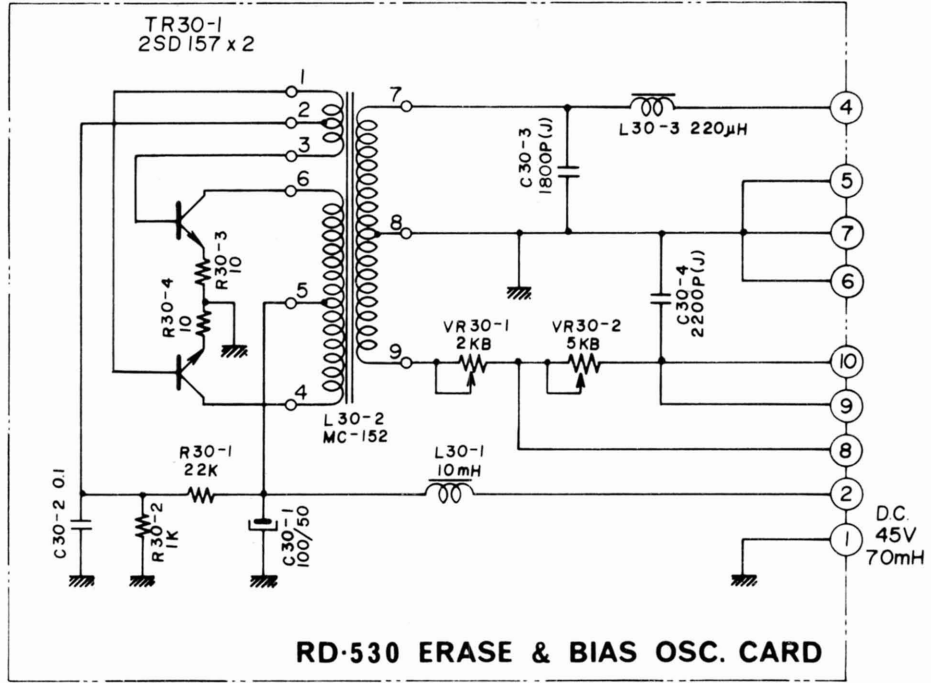 TR30-1
2SD157 x 2
1
2
3
6
5
4
7
8
9
R30-3
10
R30-4
10
L30-2
MC-152
C30-3
1800P(J)
L30-3 220μH
C30-4
2200P(J)
VR30-1
2KB
VR30-2
5KB
4
5
7
6
10
9
8
2
1
R30-1
22K
L30-1
10mH
C30-2 0.1
R30-2
1K
C30-1
100/50
D.C.
45V
70mH
RD·530 ERASE & BIAS OSC. CARD